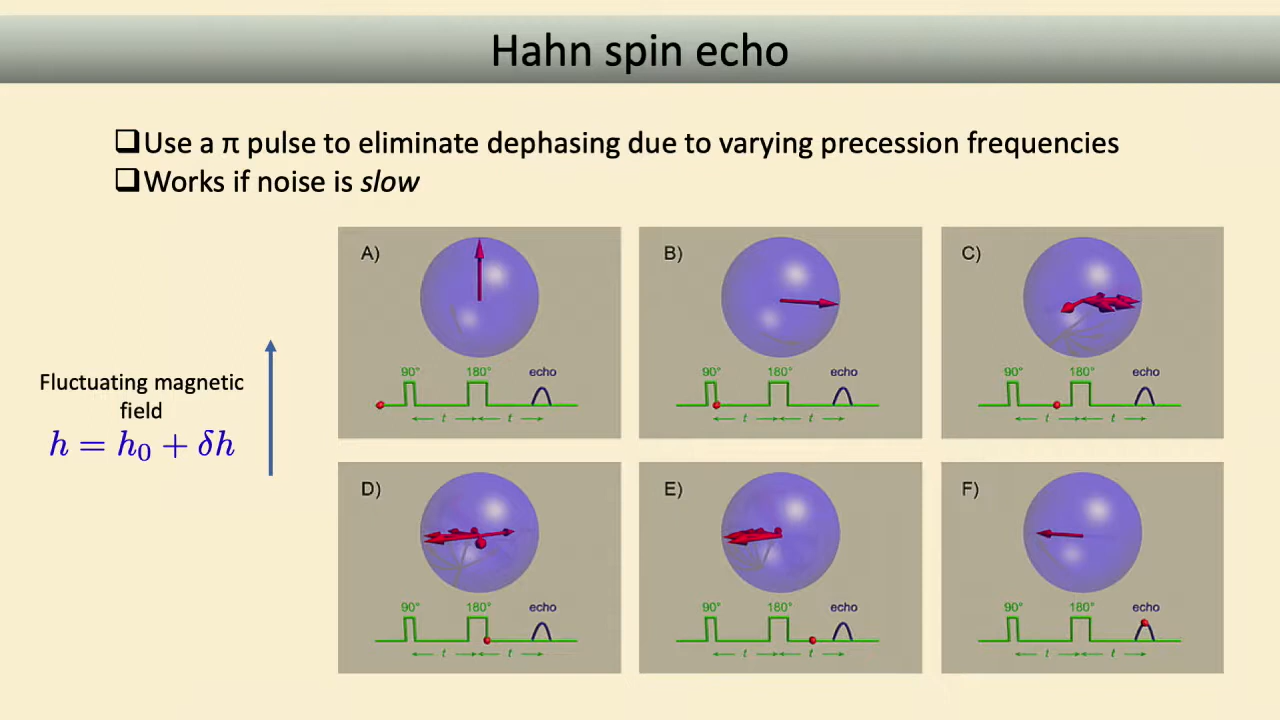 Hahn spin echo
❑Use a π pulse to eliminate dephasing due to varying precession frequencies
❑Works if noise is slow
Fluctuating magnetic
field
h = h₀ + δh
A)
90° 180° echo
t t
B)
90° 180° echo
t t
C)
90° 180° echo
t t
D)
90° 180° echo
t t
E)
90° 180° echo
t t
F)
90° 180° echo
t t